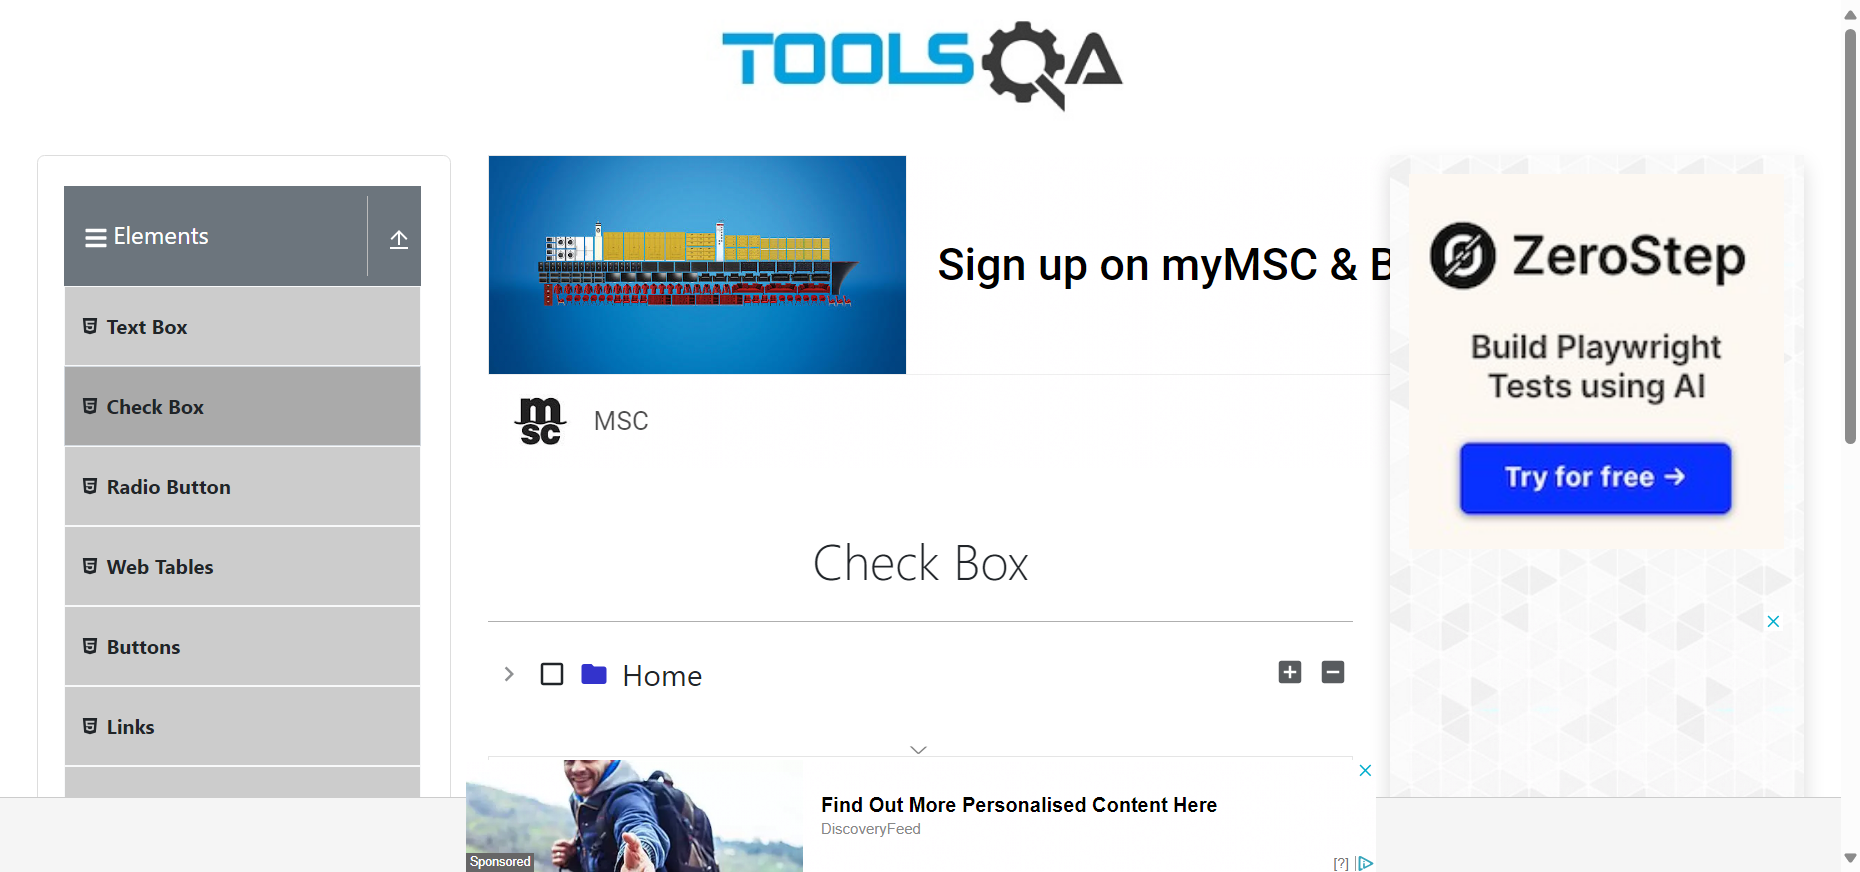 TOOLSQA
Elements
Text Box
Check Box
Radio Button
Web Tables
Buttons
Links
Sign up on myMSC & B
msc
MSC
Check Box
Home
ZeroStep
Build Playwright
Tests using AI
Try for free →
Find Out More Personalised Content Here
DiscoveryFeed
Sponsored
[?]